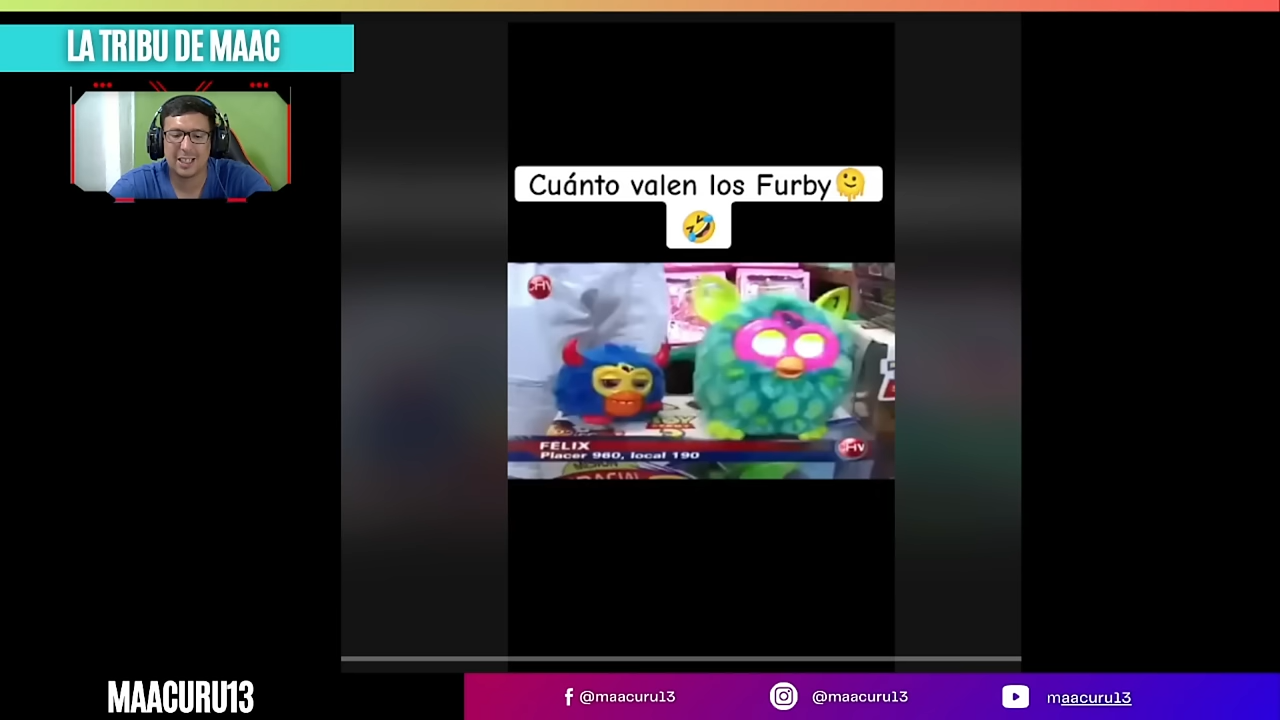 LA TRIBU DE MAAC
Cuánto valen los Furby🫠
🤣
CHV
FELIX
Placer 960, local 190
CHV
MAACURU13
@maacuru13
@maacuru13
maacuru13